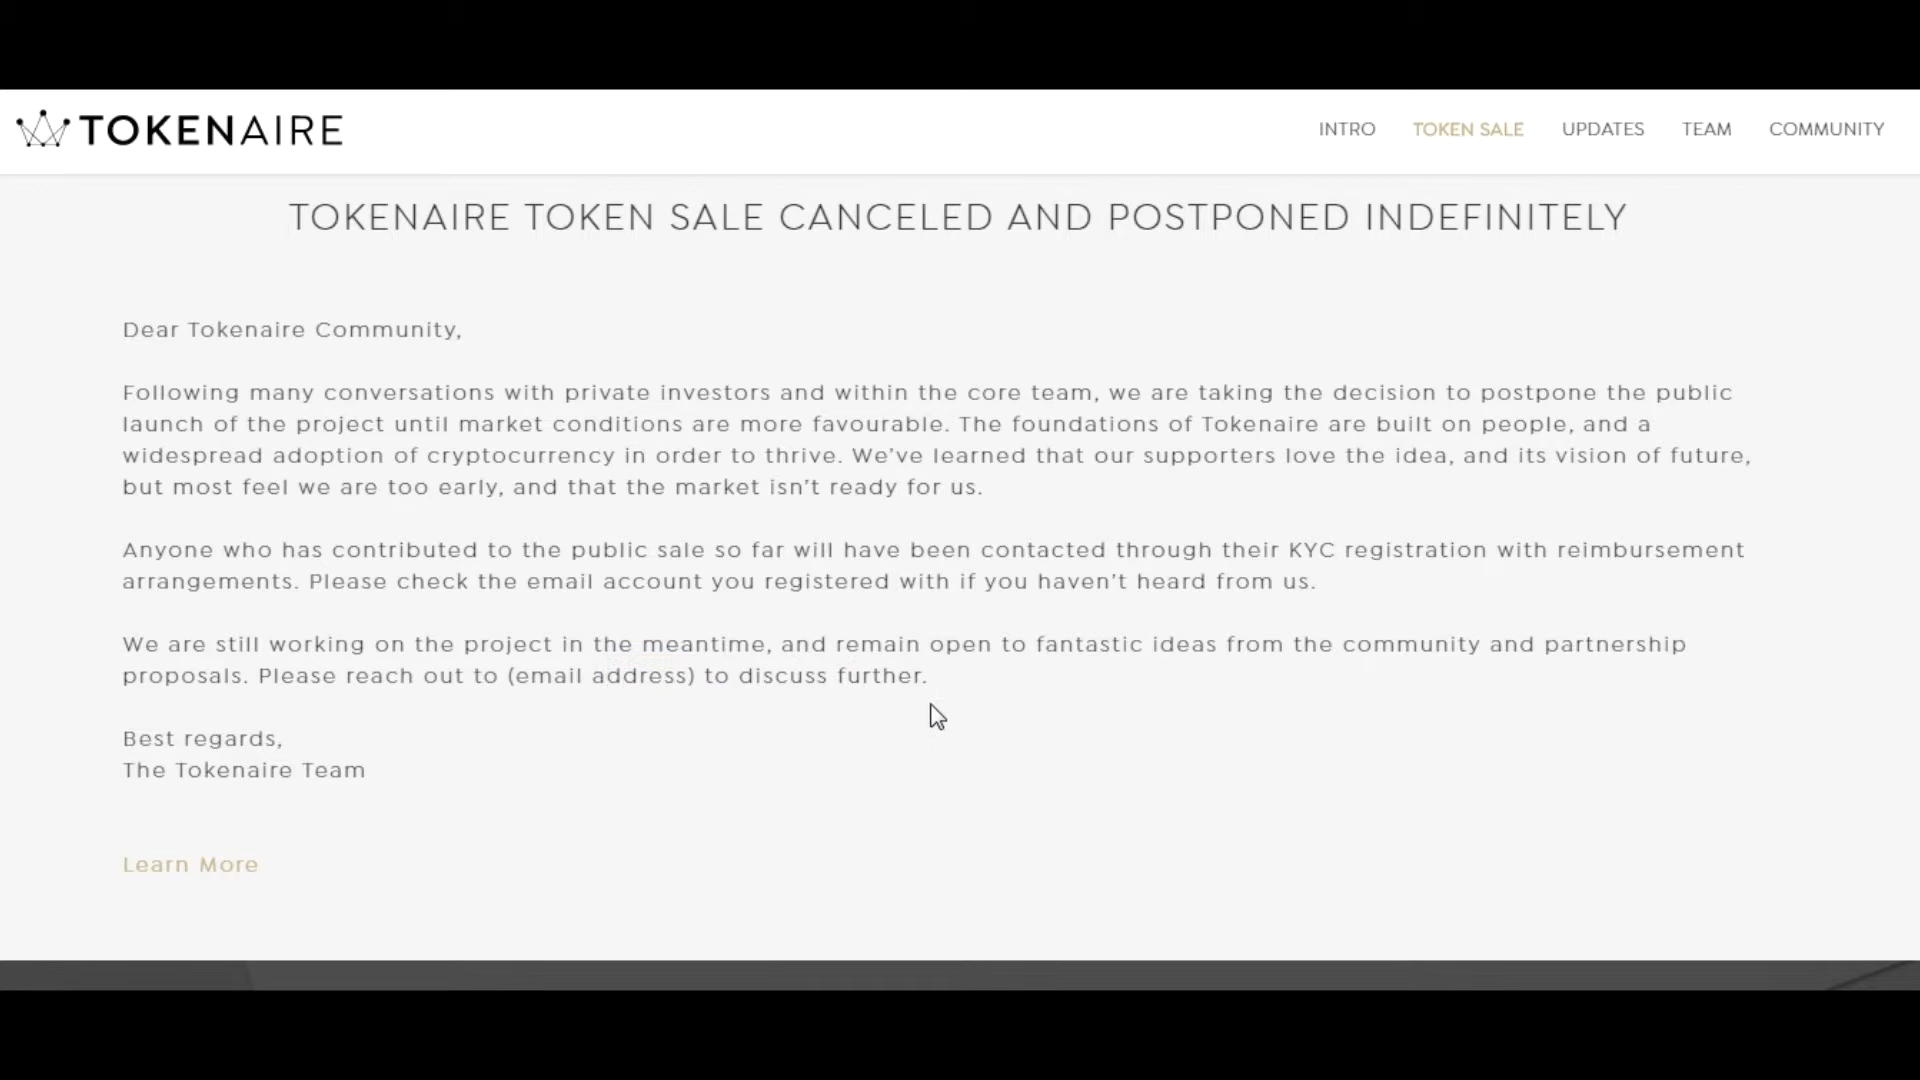 TOKENAIRE
INTRO
TOKEN SALE
UPDATES
TEAM
COMMUNITY
TOKENAIRE TOKEN SALE CANCELED AND POSTPONED INDEFINITELY
Dear Tokenaire Community,
Following many conversations with private investors and within the core team, we are taking the decision to postpone the public
launch of the project until market conditions are more favourable. The foundations of Tokenaire are built on people, and a
widespread adoption of cryptocurrency in order to thrive. We’ve learned that our supporters love the idea, and its vision of future,
but most feel we are too early, and that the market isn’t ready for us.
Anyone who has contributed to the public sale so far will have been contacted through their KYC registration with reimbursement
arrangements. Please check the email account you registered with if you haven’t heard from us.
We are still working on the project in the meantime, and remain open to fantastic ideas from the community and partnership
proposals. Please reach out to (email address) to discuss further.
Best regards,
The Tokenaire Team
Learn More